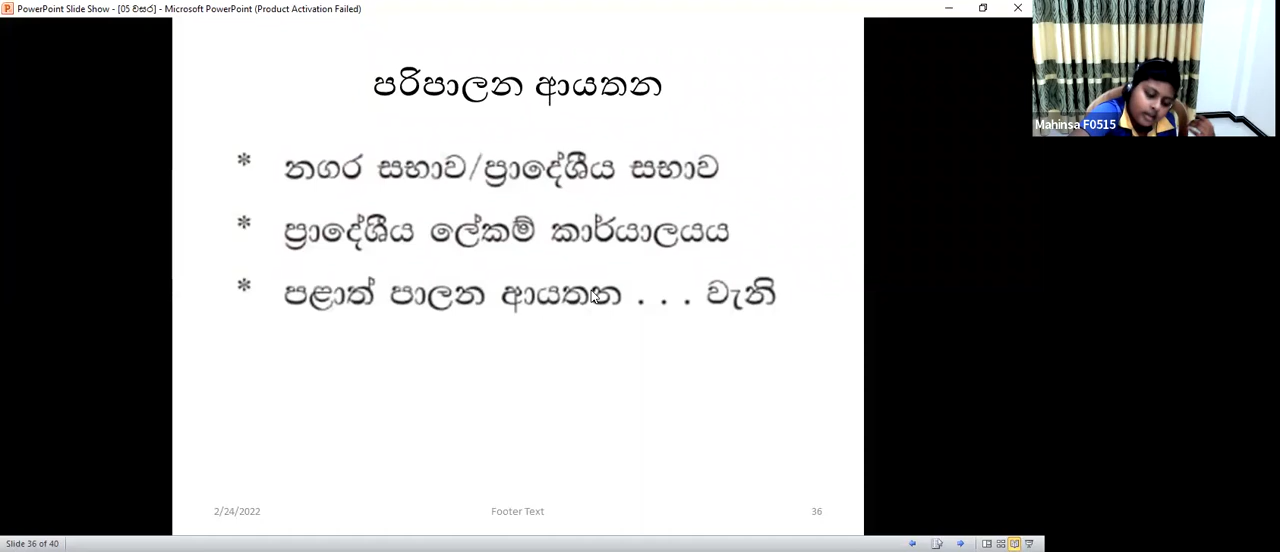 PowerPoint Slide Show - [05 වසර] - Microsoft PowerPoint (Product Activation Failed)
Mahinsa F0515
පරිපාලන ආයතන
* නගර සභාව/ප්‍රාදේශීය සභාව
* ප්‍රාදේශීය ලේකම් කාර්යාලයය
* පළාත් පාලන ආයතන . . . වැනි
2/24/2022 Footer Text 36
Slide 36 of 40